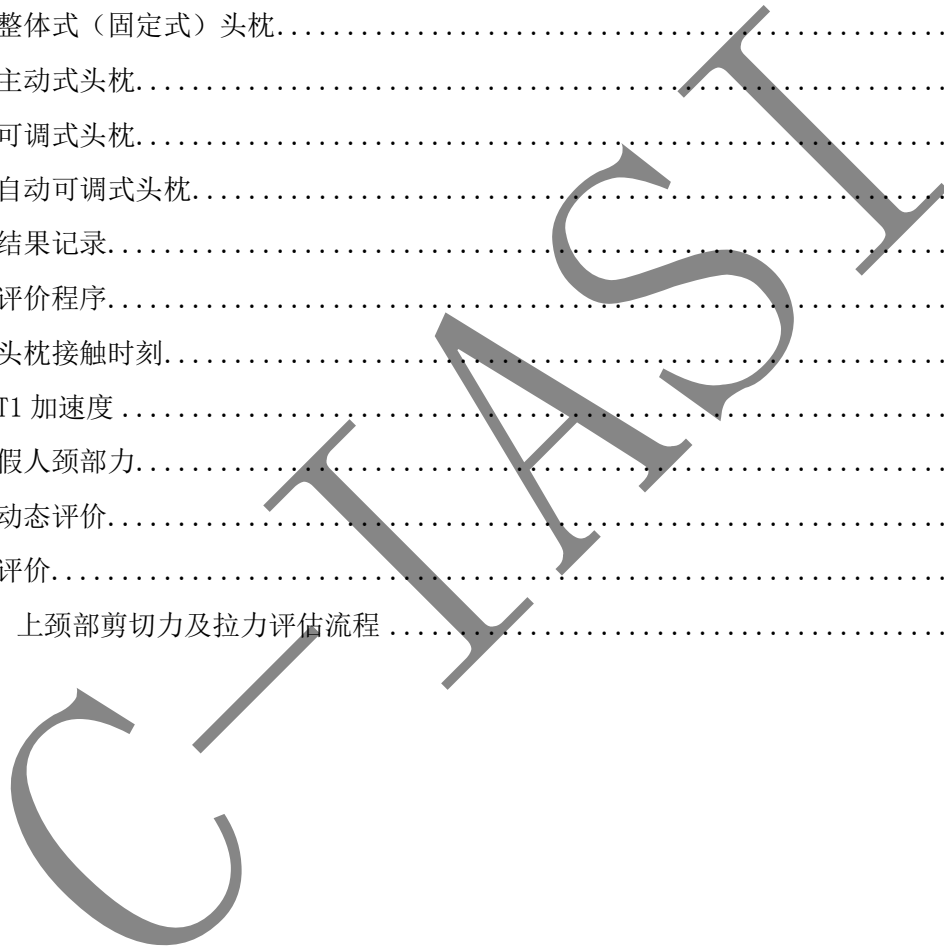 整体式（固定式）头枕......................................................
主动式头枕......................................................
可调式头枕......................................................
自动可调式头枕......................................................
结果记录......................................................
评价程序......................................................
头枕接触时刻......................................................
T1 加速度 ......................................................
假人颈部力......................................................
动态评价......................................................
评价......................................................
上颈部剪切力及拉力评估流程 ......................................................
C-IASI